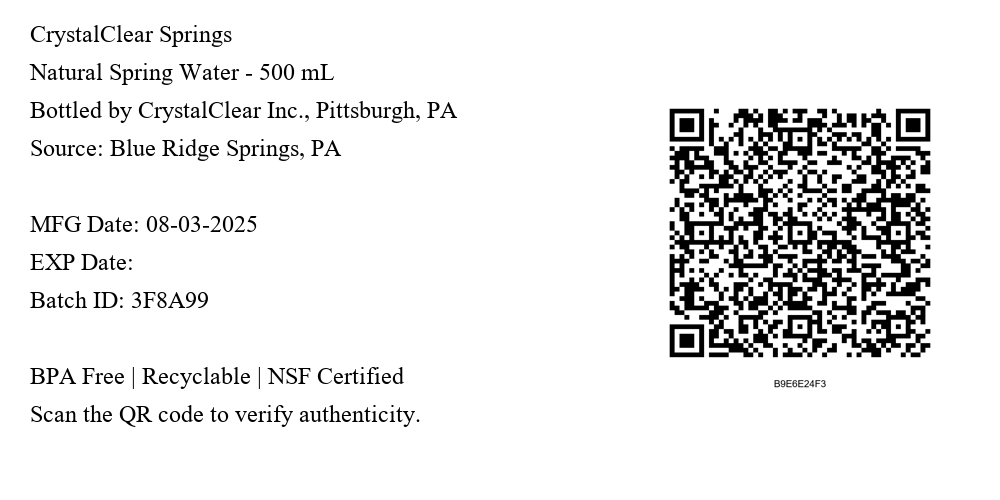 CrystalClear Springs
Natural Spring Water - 500 mL
Bottled by CrystalClear Inc., Pittsburgh, PA
Source: Blue Ridge Springs, PA
MFG Date: 08-03-2025
EXP Date:
Batch ID: 3F8A99
BPA Free | Recyclable | NSF Certified
Scan the QR code to verify authenticity.
B9E6E24F3